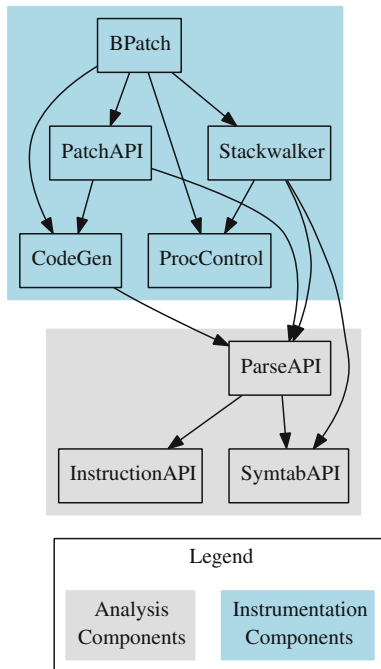 BPatch
PatchAPI
Stackwalker
CodeGen
ProcControl
ParseAPI
InstructionAPI
SymtabAPI
Legend
Analysis
Components
Instrumentation
Components